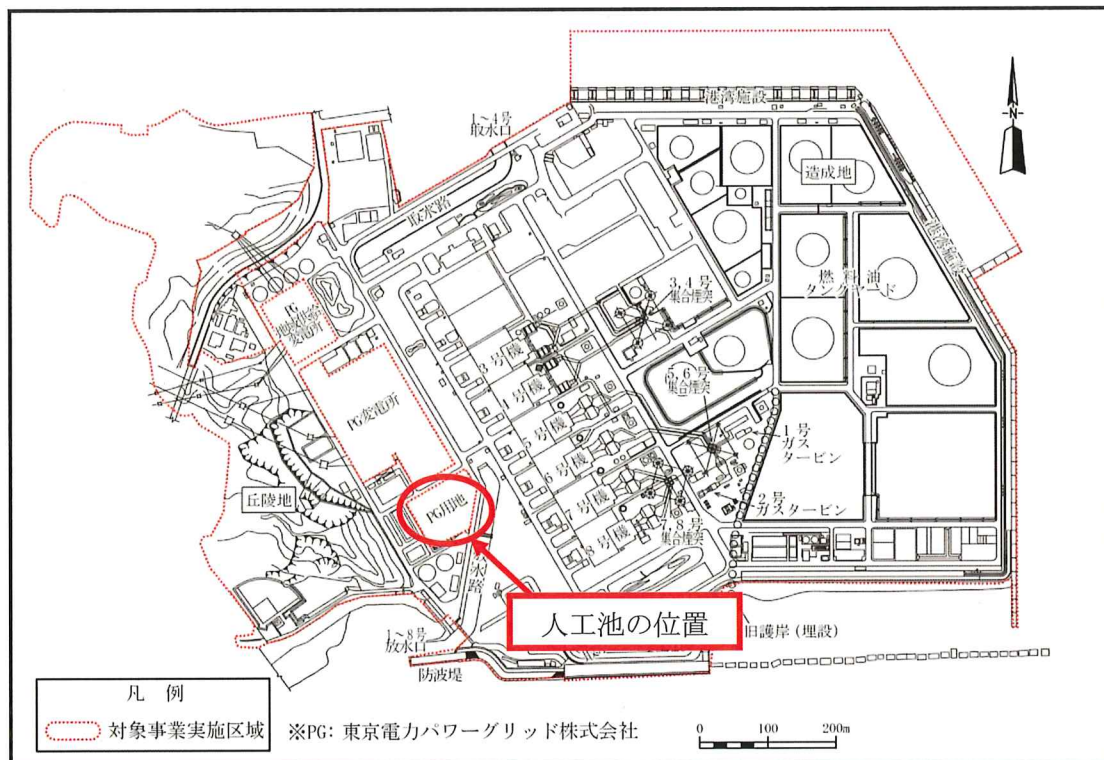 港湾施設
1~4号
取水口
N
造成地
取水路
港湾施設
燃料油
タンクヤード
3,4号
集合煙突
PG
変電所
3号機
4号機
5,6号
集合煙突
5号機
PG変電所
1号
ガス
タービン
6号機
7号機
2号
ガスタービン
丘陵地
PG用地
8号機
7,8号
集合煙突
水路
人工池の位置
旧護岸(埋設)
1~8号
放水口
防波堤
凡 例
対象事業実施区域
※PG: 東京電力パワーグリッド株式会社
0 100 200m